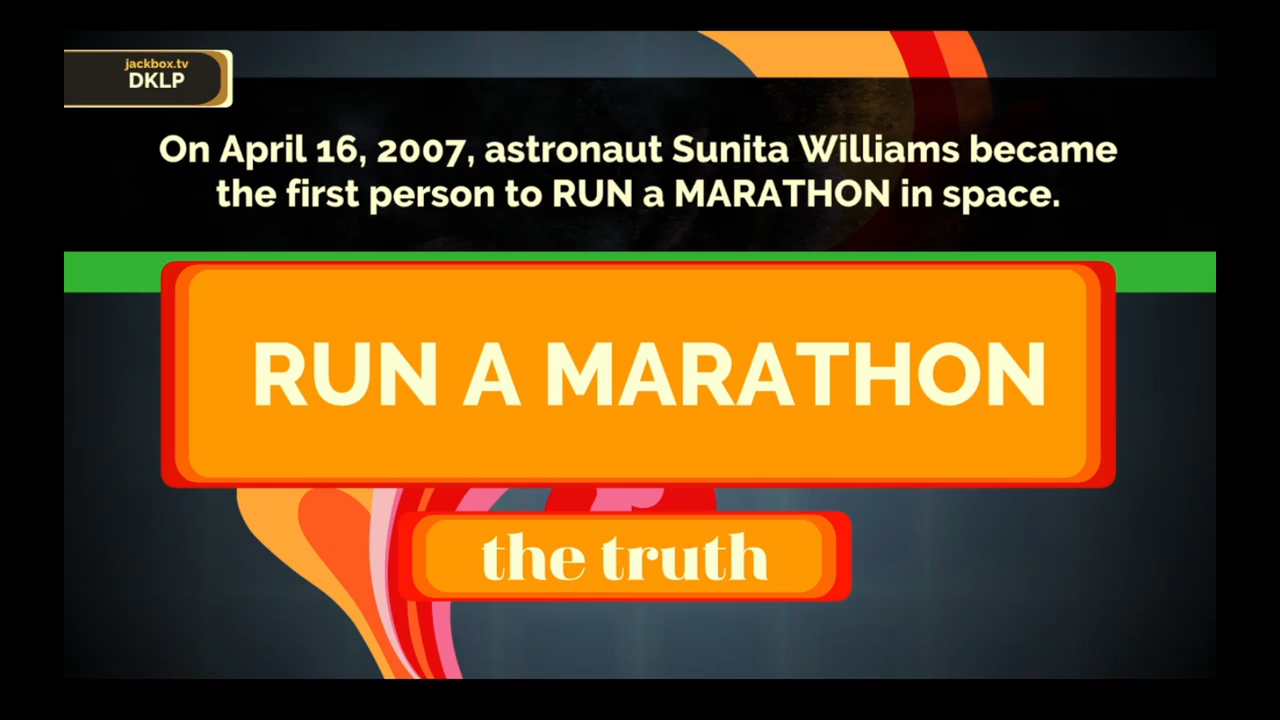 jackbox.tv
DKLP
On April 16, 2007, astronaut Sunita Williams became
the first person to RUN a MARATHON in space.
RUN A MARATHON
the truth